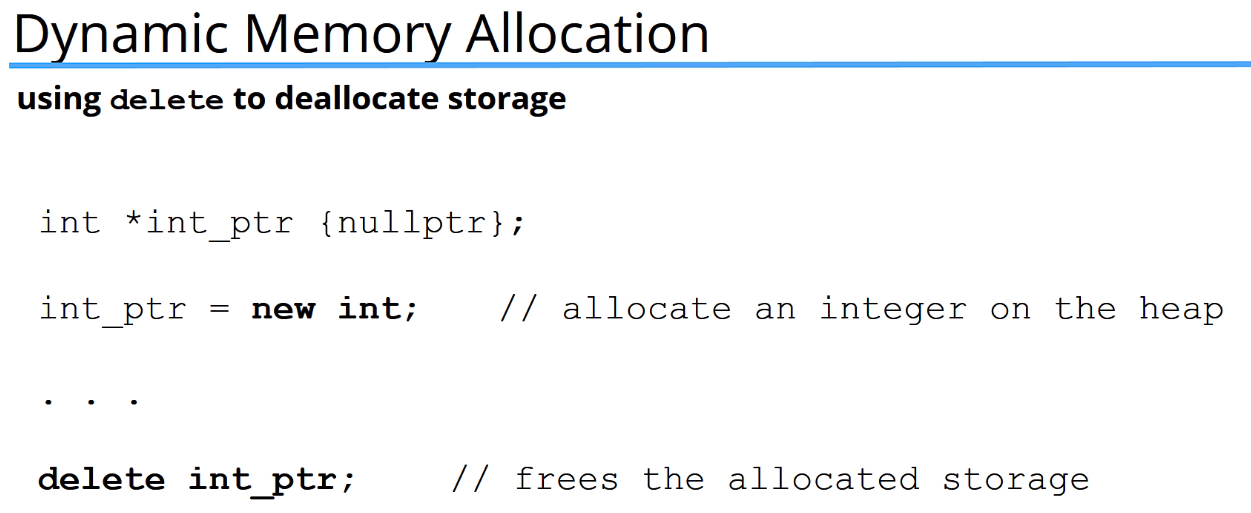 Dynamic Memory Allocation
using delete to deallocate storage
int *int_ptr {nullptr};
int_ptr = new int; // allocate an integer on the heap
. . .
delete int_ptr; // frees the allocated storage